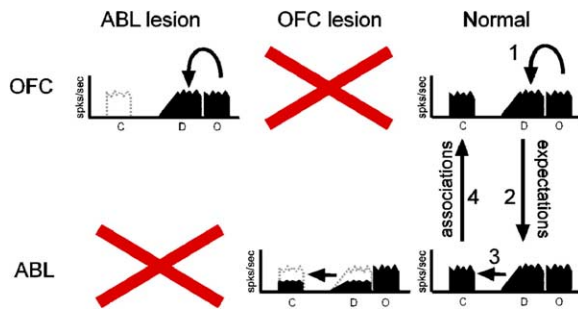 ABL lesion OFC lesion Normal
OFC
spks/sec
C D O
1
spks/sec
C D O
associations
4
2
expectations
ABL
spks/sec
C D O
3
spks/sec
C D O